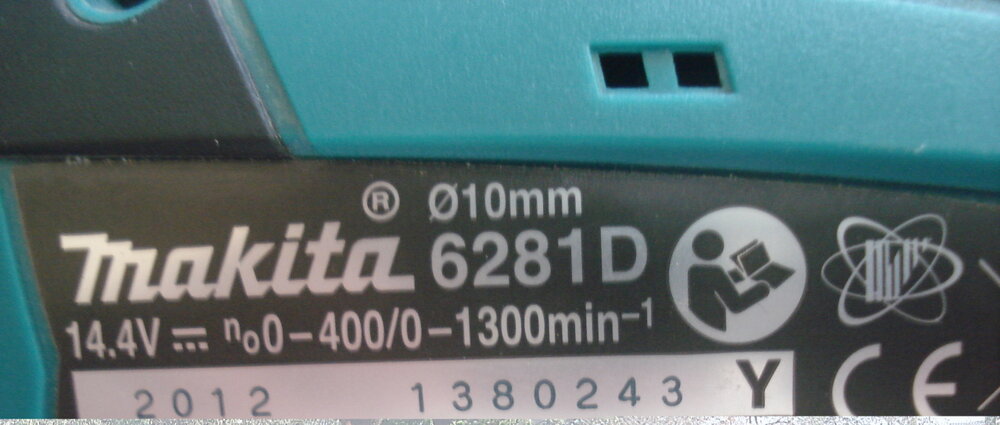 ® Ø10mm
makita 6281D
14.4V ⎓ n₀0-400/0-1300min⁻¹
2012 1380243 Y
CE